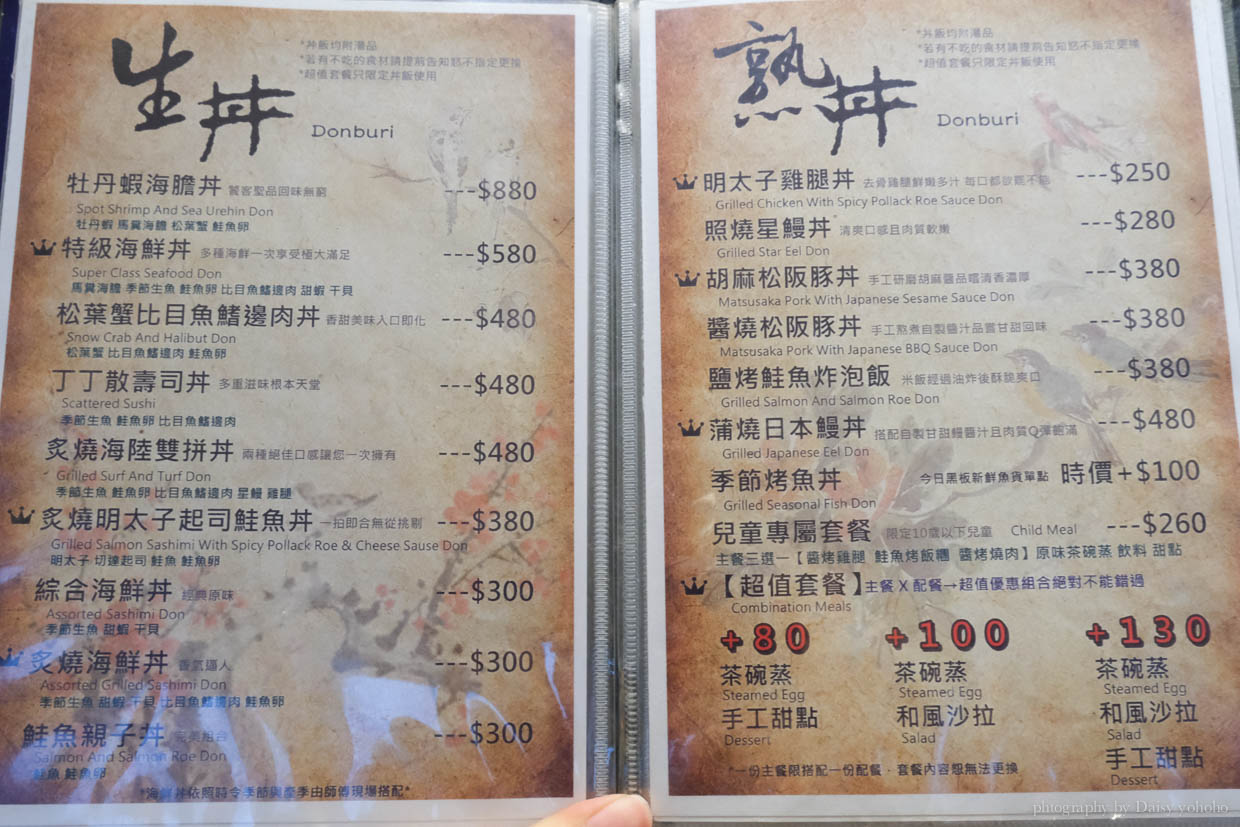 生丼
Donburi
*丼飯均附湯品
*若有不吃的食材請提前告知恕不指定更換
*超值套餐只限定丼飯使用
牡丹蝦海膽丼 饕客聖品回味無窮 ---$880
Spot Shrimp And Sea Urehin Don
牡丹蝦 馬糞海膽 松葉蟹 鮭魚卵
特級海鮮丼 多種海鮮一次享受極大滿足 ---$580
Super Class Seafood Don
馬糞海膽 季節生魚 鮭魚卵 比目魚鰭邊肉 甜蝦 干貝
松葉蟹比目魚鰭邊肉丼 香甜美味入口即化 ---$480
Snow Crab And Halibut Don
松葉蟹 比目魚鰭邊肉 鮭魚卵
丁丁散壽司丼 多重滋味根本天堂 ---$480
Scattered Sushi
季節生魚 鮭魚卵 比目魚鰭邊肉
炙燒海陸雙拼丼 兩種絕佳口感讓您一次擁有 ---$480
Grilled Surf And Turf Don
季節生魚 鮭魚卵 比目魚鰭邊肉 星鰻 雞腿
炙燒明太子起司鮭魚丼 一拍即合無從挑剔 ---$380
Grilled Salmon Sashimi With Spicy Pollack Roe & Cheese Sause Don
明太子 切達起司 鮭魚 鮭魚卵
綜合海鮮丼 經典原味 ---$300
Assorted Sashimi Don
季節生魚 甜蝦 干貝
炙燒海鮮丼 香氣逼人 ---$300
Assorted Grilled Sashimi Don
季節生魚 甜蝦 干貝 比目魚鰭邊肉 鮭魚卵
鮭魚親子丼 完美組合 ---$300
Salmon And Salmon Roe Don
鮭魚 鮭魚卵
*海鮮丼依照時令季節與產季由師傅現場搭配*
熟丼
Donburi
*丼飯均附湯品
*若有不吃的食材請提前告知恕不指定更換
*超值套餐只限定丼飯使用
明太子雞腿丼 去骨雞腿鮮嫩多汁 每口都欲罷不能 ---$250
Grilled Chicken With Spicy Pollack Roe Sauce Don
照燒星鰻丼 清爽口感且肉質軟嫩 ---$280
Grilled Star Eel Don
胡麻松阪豚丼 手工研磨胡麻醬品嚐清香濃厚 ---$380
Matsusaka Pork With Japanese Sesame Sauce Don
醬燒松阪豚丼 手工熬煮自製醬汁品嘗甘甜回味 ---$380
Matsusaka Pork With Japanese BBQ Sauce Don
鹽烤鮭魚炸泡飯 米飯經過油炸後酥脆爽口 ---$380
Grilled Salmon And Salmon Roe Don
蒲燒日本鰻丼 搭配自製甘甜鰻醬汁且肉質Q彈飽滿 ---$480
Grilled Japanese Eel Don
季節烤魚丼 今日黑板新鮮魚貨單點 時價+$100
Grilled Seasonal Fish Don
兒童專屬套餐 限定10歲以下兒童 Child Meal ---$260
主餐三選一【醬烤雞腿 鮭魚烤飯糰 醬烤燒肉】原味茶碗蒸 飲料 甜點
【超值套餐】主餐 X 配餐→超值優惠組合絕對不能錯過
Combination Meals
+80
茶碗蒸
Steamed Egg
手工甜點
Dessert
+100
茶碗蒸
Steamed Egg
和風沙拉
Salad
+130
茶碗蒸
Steamed Egg
和風沙拉
Salad
手工甜點
Dessert
*一份主餐限搭配一份配餐．套餐內容恕無法更換
phtography by Daisy yohoho